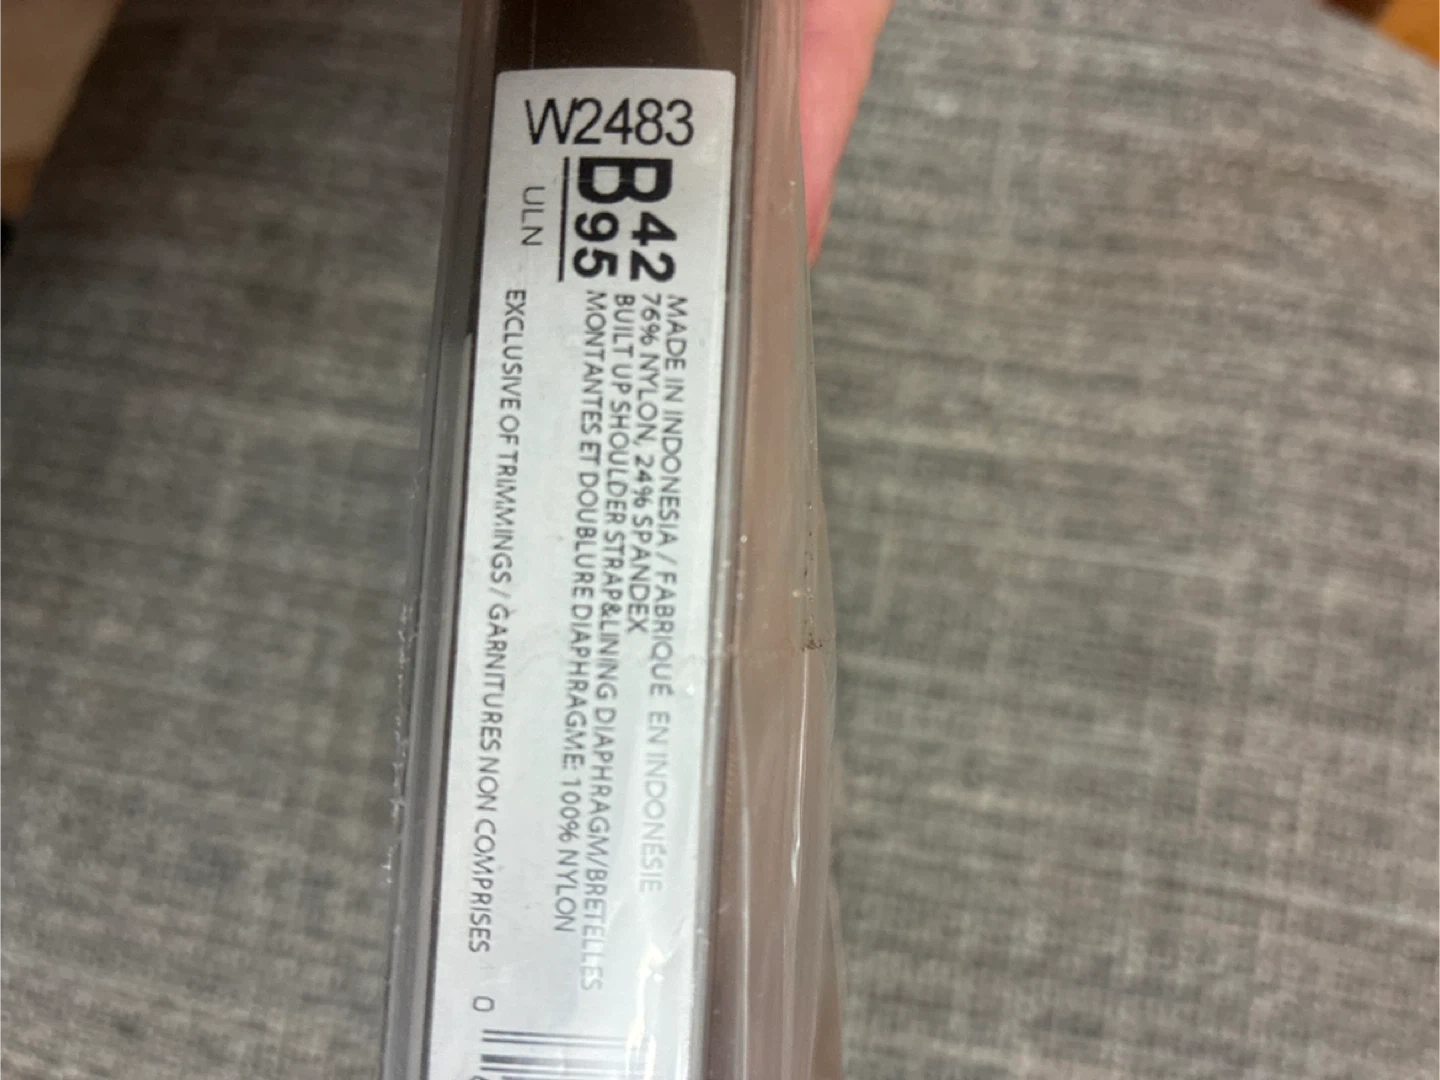 W2483
B 42
95
ULN
MADE IN INDONESIA / FABRIQUÉ EN INDONÉSIE
76% NYLON, 24% SPANDEX
BUILT UP SHOULDER STRAP&LINING DIAPHRAGM/BRETELLES
MONTANTES ET DOUBLURE DIAPHRAGME: 100% NYLON
EXCLUSIVE OF TRIMMINGS / GARNITURES NON COMPRISES
0